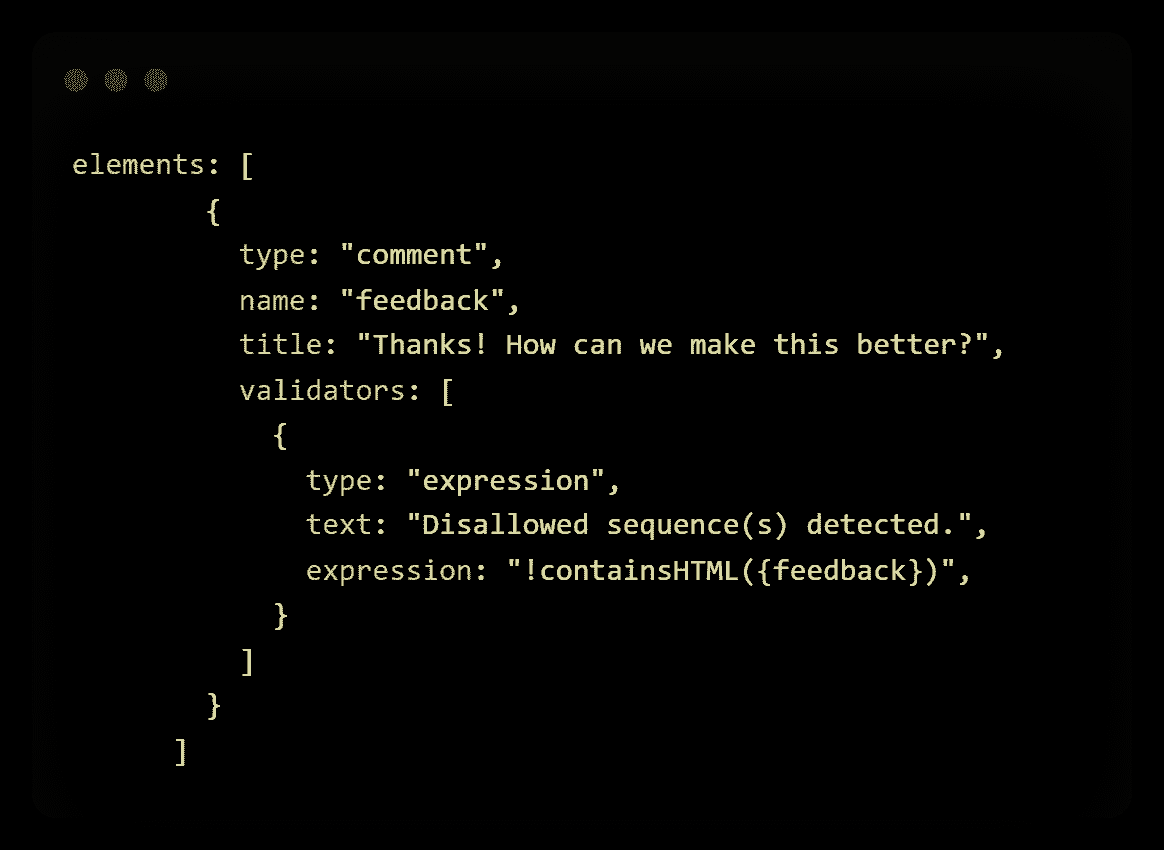 elements: [
{
type: "comment",
name: "feedback",
title: "Thanks! How can we make this better?",
validators: [
{
type: "expression",
text: "Disallowed sequence(s) detected.",
expression: "!containsHTML({feedback})",
}
]
}
]